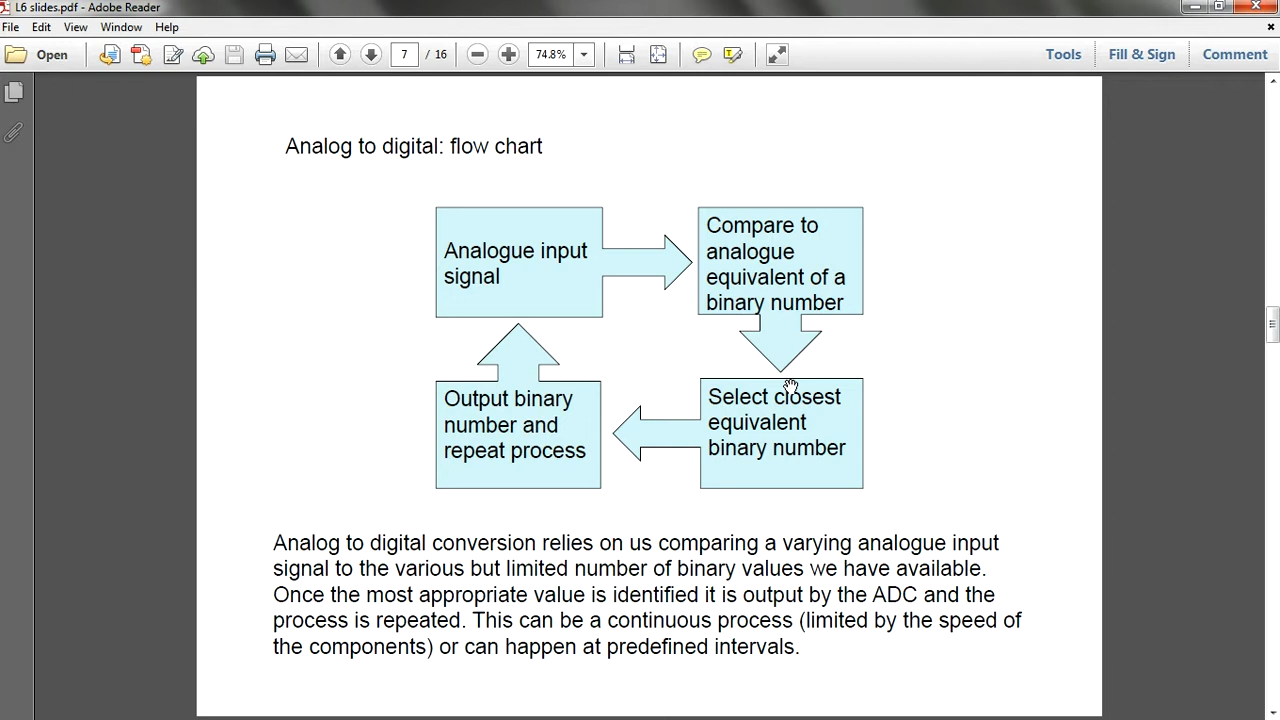 L6 slides.pdf - Adobe Reader
File Edit View Window Help
Open 7 / 16 74.8% Tools Fill & Sign Comment
Analog to digital: flow chart
Analogue input
signal
Compare to
analogue
equivalent of a
binary number
Select closest
equivalent
binary number
Output binary
number and
repeat process
Analog to digital conversion relies on us comparing a varying analogue input
signal to the various but limited number of binary values we have available.
Once the most appropriate value is identified it is output by the ADC and the
process is repeated. This can be a continuous process (limited by the speed of
the components) or can happen at predefined intervals.